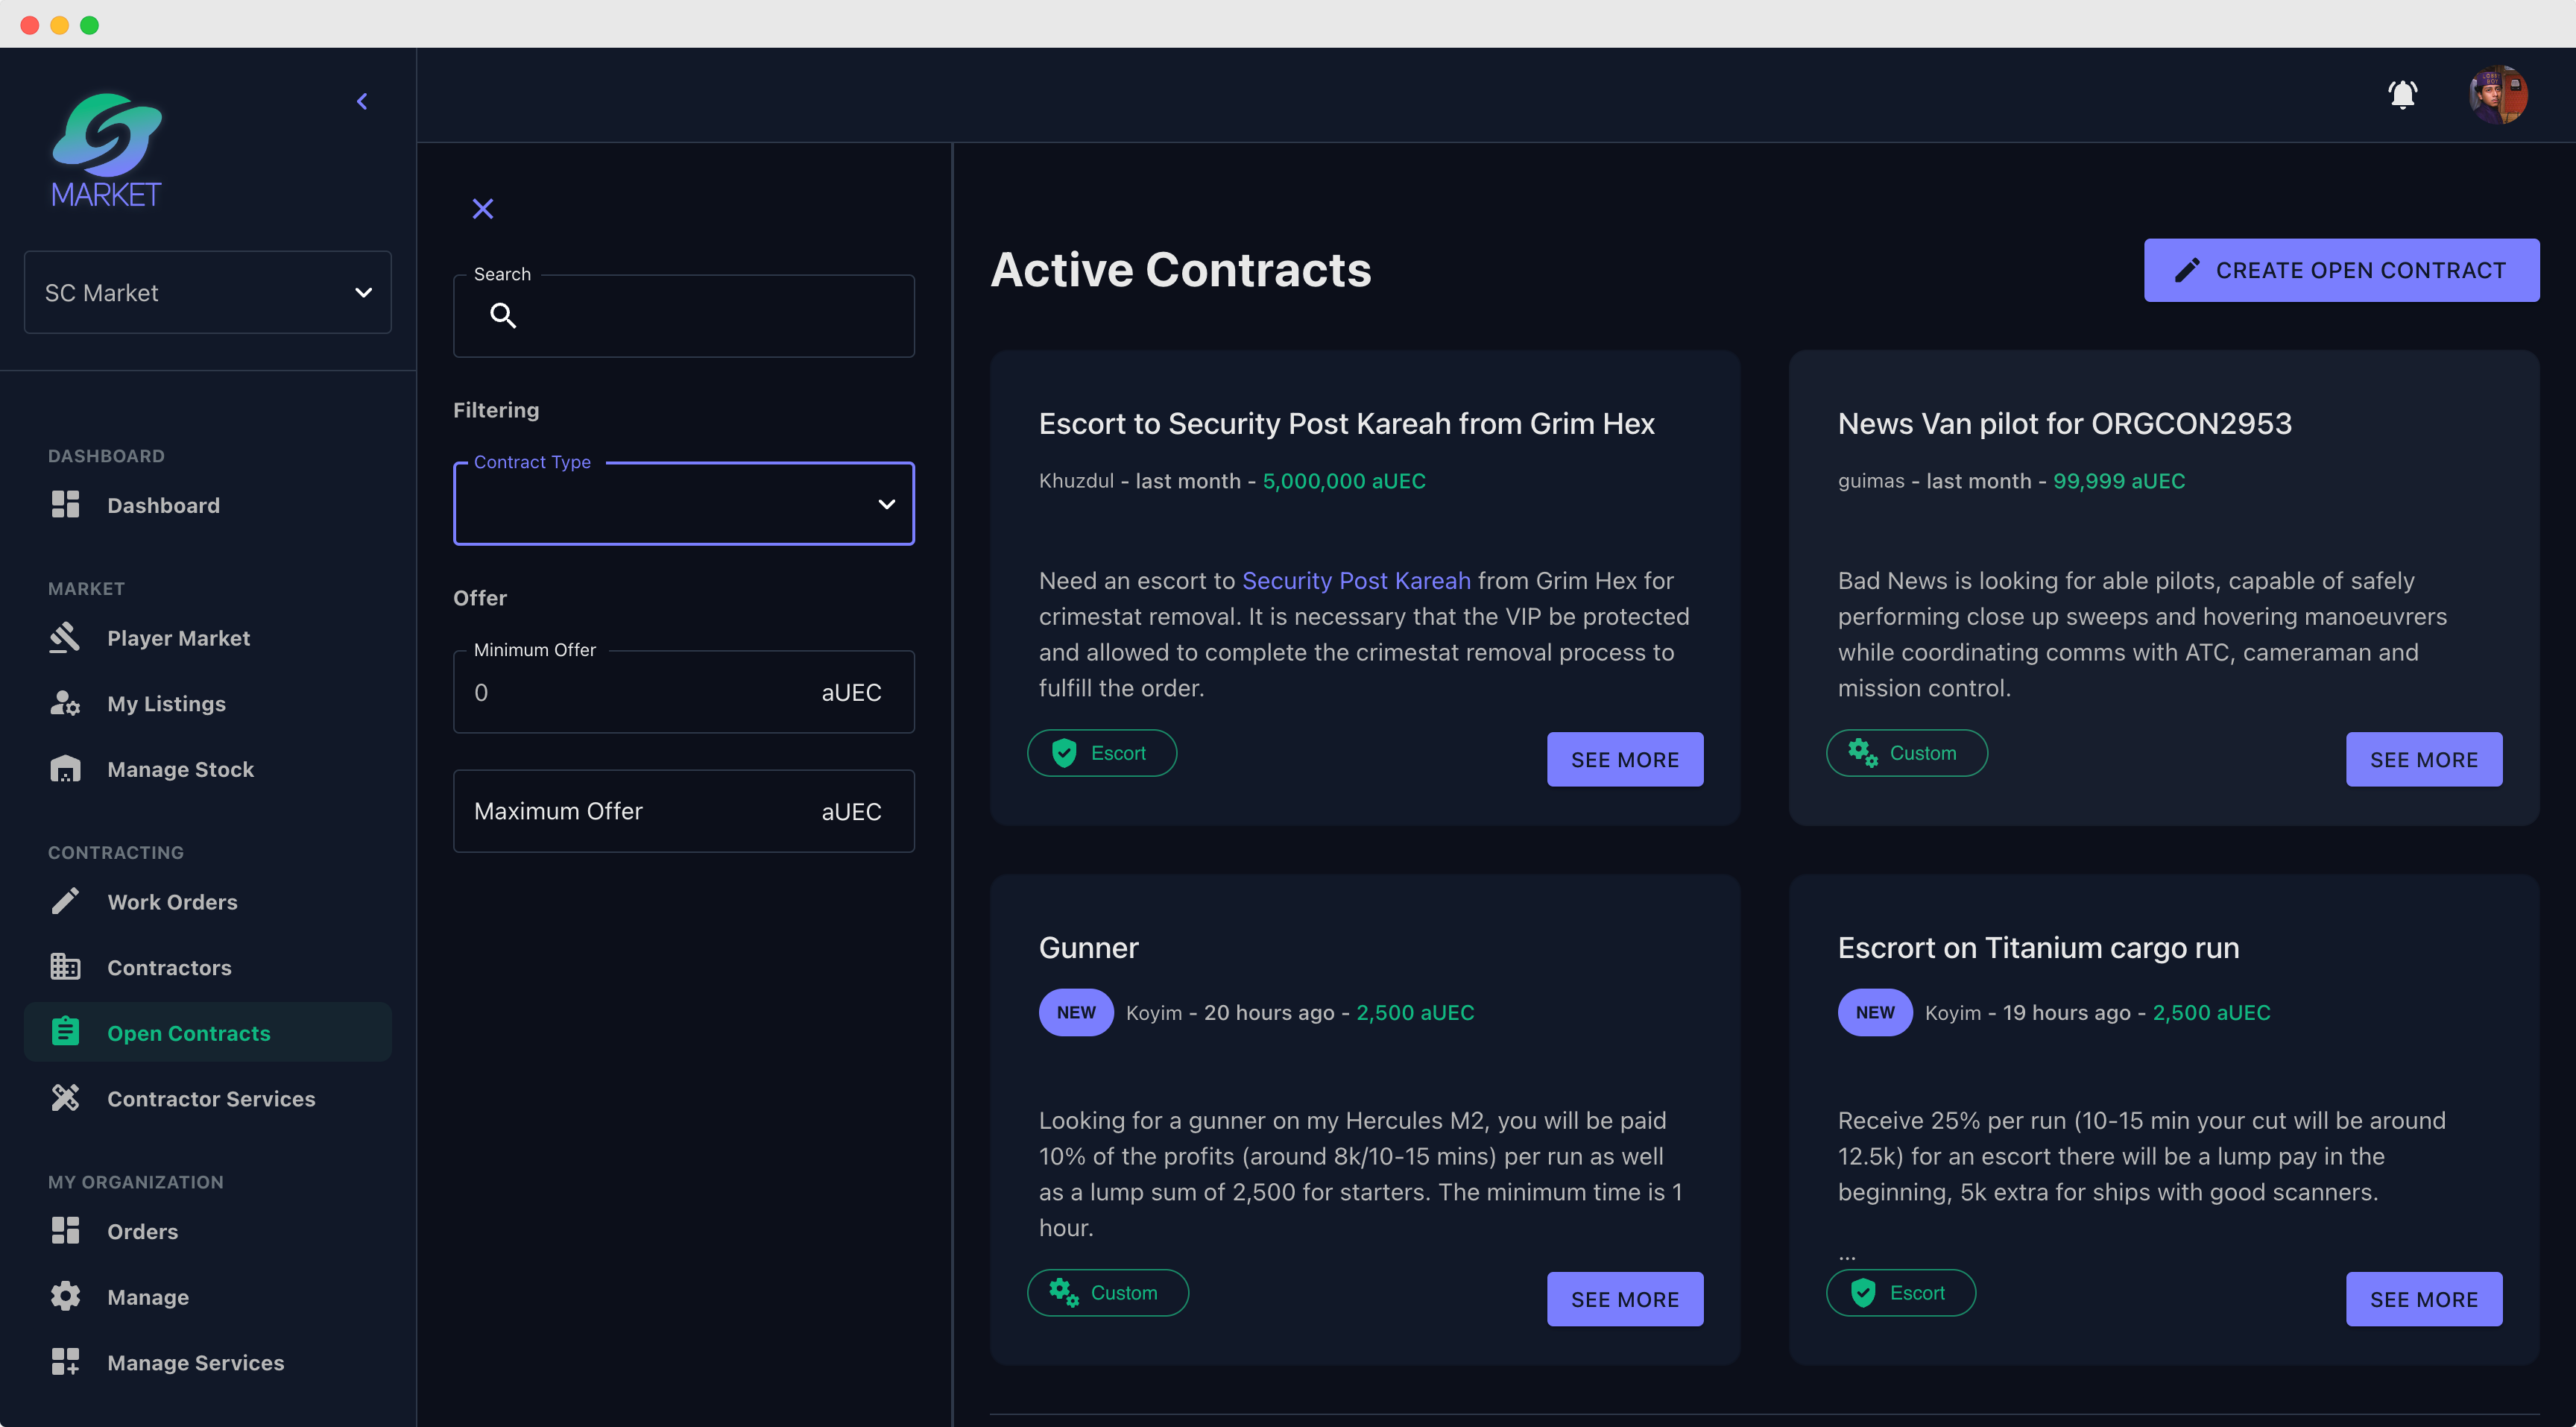 MARKET
SC Market
DASHBOARD
Dashboard
MARKET
Player Market
My Listings
Manage Stock
CONTRACTING
Work Orders
Contractors
Open Contracts
Contractor Services
MY ORGANIZATION
Orders
Manage
Manage Services
Search
Filtering
Contract Type
Offer
Minimum Offer
0 aUEC
Maximum Offer aUEC
Active Contracts
CREATE OPEN CONTRACT
Escort to Security Post Kareah from Grim Hex
Khuzdul - last month - 5,000,000 aUEC
Need an escort to Security Post Kareah from Grim Hex for
crimestat removal. It is necessary that the VIP be protected
and allowed to complete the crimestat removal process to
fulfill the order.
Escort
SEE MORE
News Van pilot for ORGCON2953
guimas - last month - 99,999 aUEC
Bad News is looking for able pilots, capable of safely
performing close up sweeps and hovering manoeuvrers
while coordinating comms with ATC, cameraman and
mission control.
Custom
SEE MORE
Gunner
NEW Koyim - 20 hours ago - 2,500 aUEC
Looking for a gunner on my Hercules M2, you will be paid
10% of the profits (around 8k/10-15 mins) per run as well
as a lump sum of 2,500 for starters. The minimum time is 1
hour.
Custom
SEE MORE
Escrort on Titanium cargo run
NEW Koyim - 19 hours ago - 2,500 aUEC
Receive 25% per run (10-15 min your cut will be around
12.5k) for an escort there will be a lump pay in the
beginning, 5k extra for ships with good scanners.
...
Escort
SEE MORE